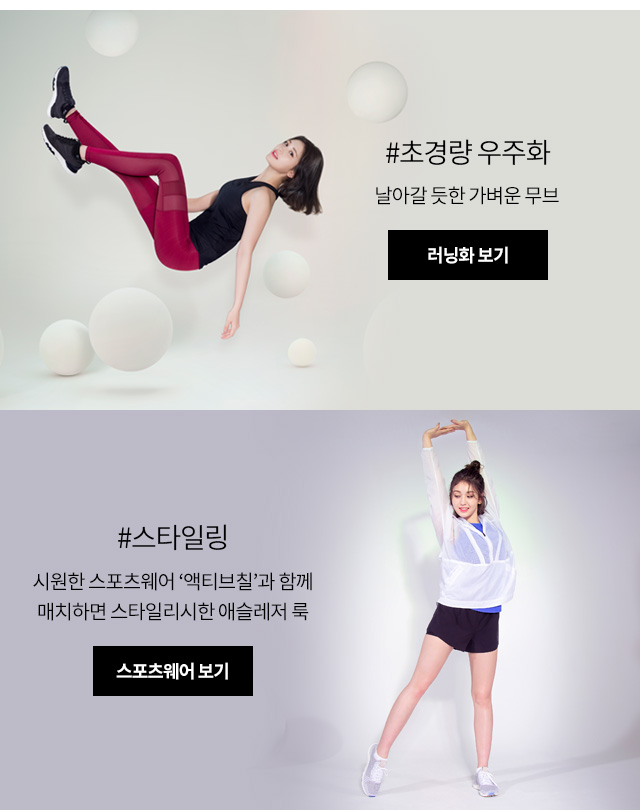 #초경량 우주화
날아갈 듯한 가벼운 무브
러닝화 보기
#스타일링
시원한 스포츠웨어 ‘액티브칠’과 함께
매치하면 스타일리시한 애슬레저 룩
스포츠웨어 보기